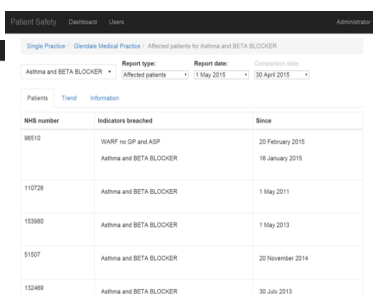 Patient Safety Dashboard Users Administrator
Single Practice / Glendale Medical Practice / Affected patients for Asthma and BETA BLOCKER
Report type: Report date: Comparison date:
Asthma and BETA BLOCKER Affected patients 1 May 2015 30 April 2015
Patients Trend Information
NHS number Indicators breached Since
96510 WARF no GP and ASP 20 February 2015
Asthma and BETA BLOCKER 16 January 2015
110726 Asthma and BETA BLOCKER 1 May 2011
153980 Asthma and BETA BLOCKER 1 May 2013
51507 Asthma and BETA BLOCKER 20 November 2014
132469 Asthma and BETA BLOCKER 30 July 2013